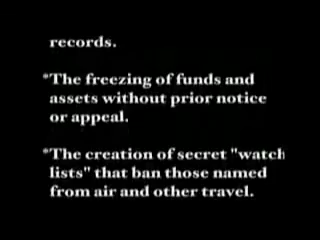 records.
*The freezing of funds and
assets without prior notice
or appeal.
*The creation of secret "watch
lists" that ban those named
from air and other travel.